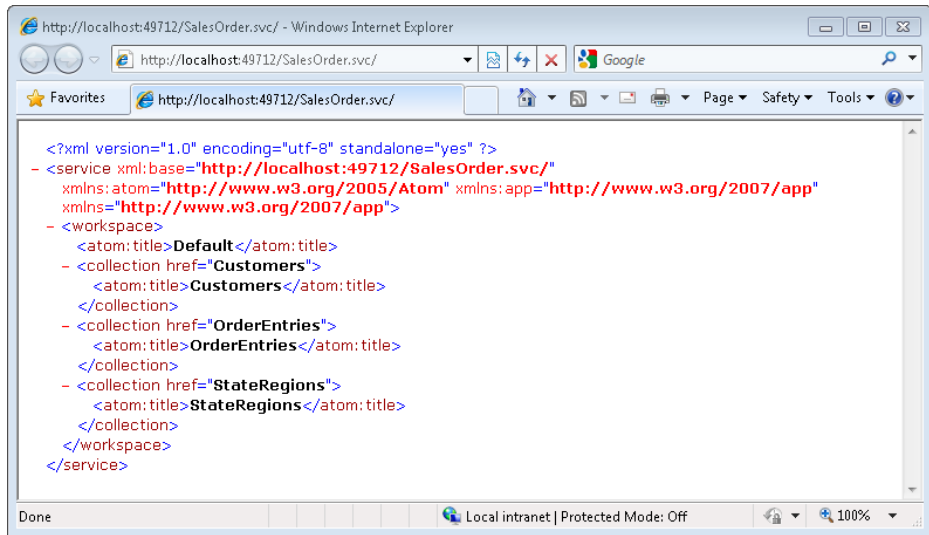 http://localhost:49712/SalesOrder.svc/ - Windows Internet Explorer
http://localhost:49712/SalesOrder.svc/
Google
Favorites
http://localhost:49712/SalesOrder.svc/
Page
Safety
Tools
<?xml version="1.0" encoding="utf-8" standalone="yes" ?>
- <service xml:base="http://localhost:49712/SalesOrder.svc/"
xmlns:atom="http://www.w3.org/2005/Atom" xmlns:app="http://www.w3.org/2007/app"
xmlns="http://www.w3.org/2007/app">
- <workspace>
<atom:title>Default</atom:title>
- <collection href="Customers">
<atom:title>Customers</atom:title>
</collection>
- <collection href="OrderEntries">
<atom:title>OrderEntries</atom:title>
</collection>
- <collection href="StateRegions">
<atom:title>StateRegions</atom:title>
</collection>
</workspace>
</service>
Done
Local intranet | Protected Mode: Off
100%